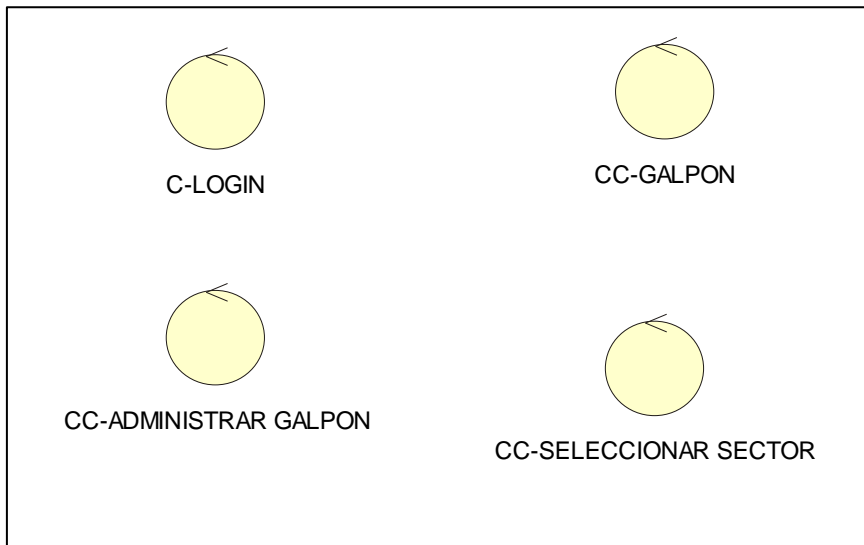 C-LOGIN
CC-GALPON
CC-ADMINISTRAR GALPON
CC-SELECCIONAR SECTOR